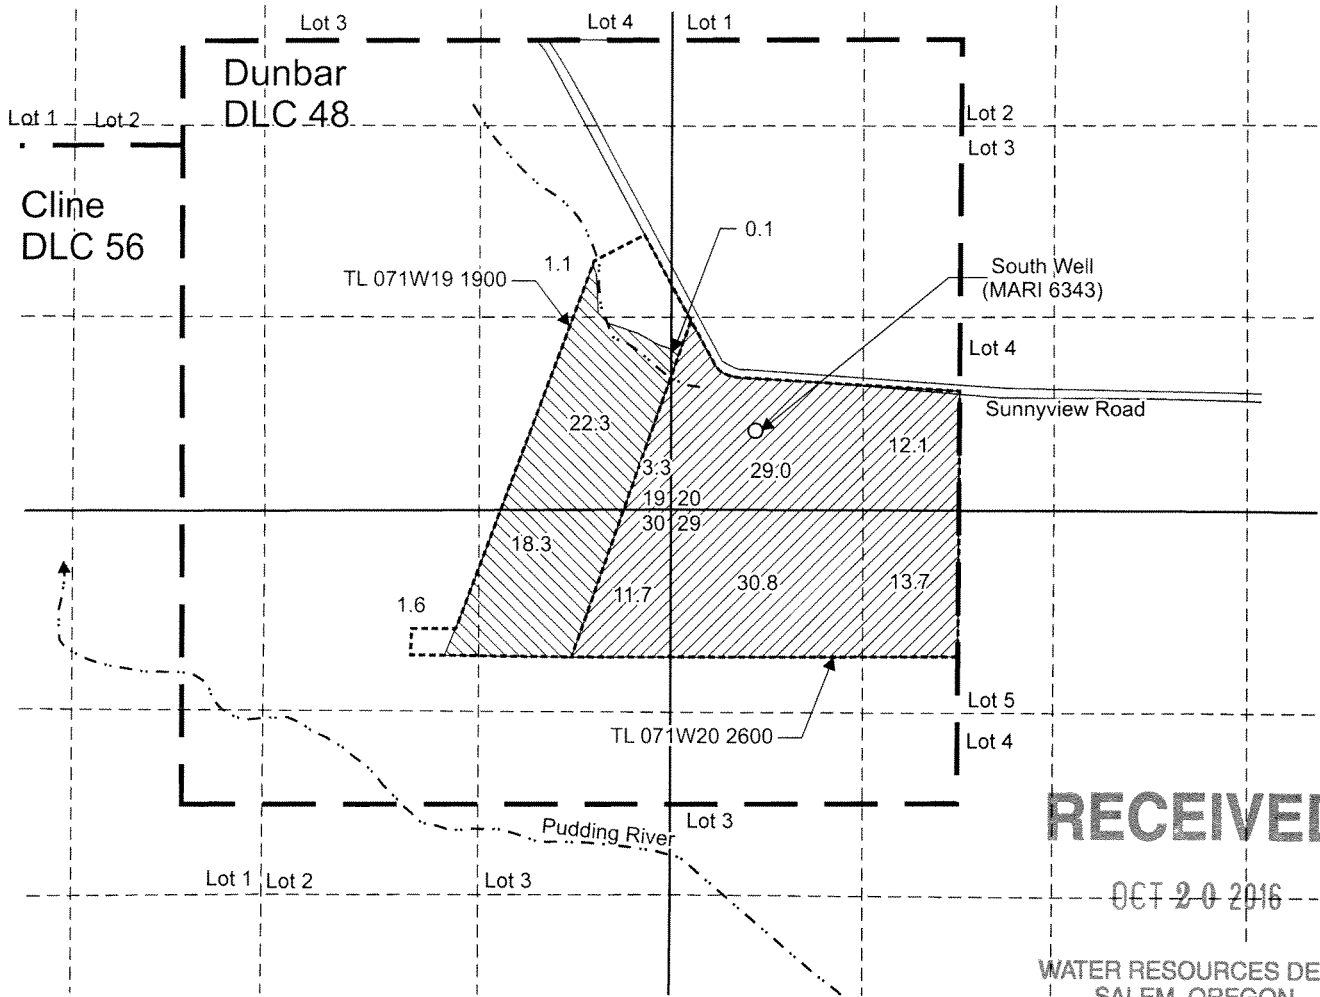 Lot 3
Lot 4
Lot 1
Dunbar
DLC 48
Lot 1
Lot 2
Lot 2
Lot 3
Cline
DLC 56
0.1
1.1
TL 071W19 1900
South Well
(MARI 6343)
Lot 4
Sunnyview Road
22.3
12.1
3.3
29.0
19
20
30
29
18.3
11.7
30.8
13.7
1.6
Lot 5
TL 071W20 2600
Lot 4
RECEIVED
Pudding River
Lot 3
Lot 1
Lot 2
Lot 3
OCT 20 2016
WATER RESOURCES DE
SALEM, OREGON